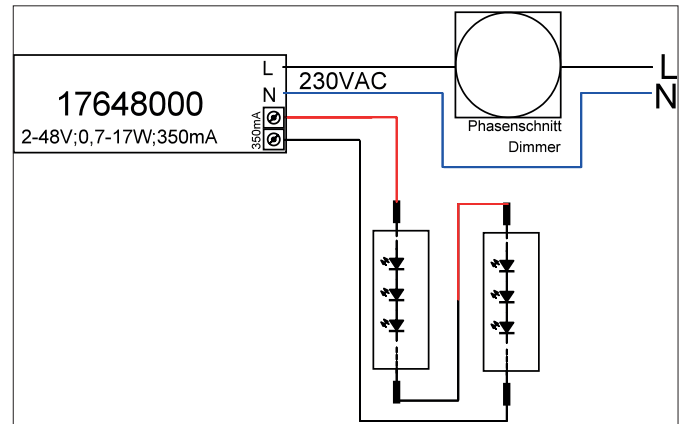 L
230VAC
N
17648000
2-48V;0,7-17W;350mA
350mA
Phasenschnitt
Dimmer
L
N